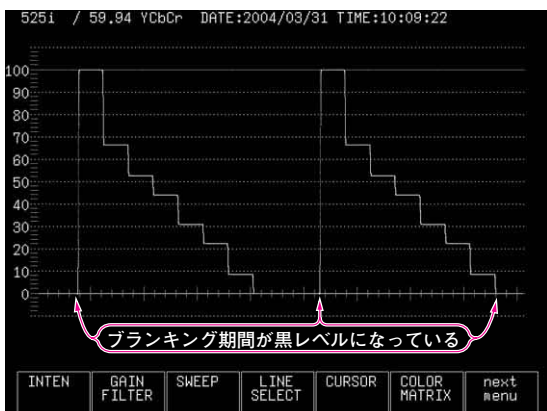 525i / 59.94 YCbCr DATE:2004/03/31 TIME:10:09:22
100
90
80
70
60
50
40
30
20
10
0
ブランキング期間が黒レベルになっている
INTEN
GAIN FILTER
SWEEP
LINE SELECT
CURSOR
COLOR MATRIX
next menu